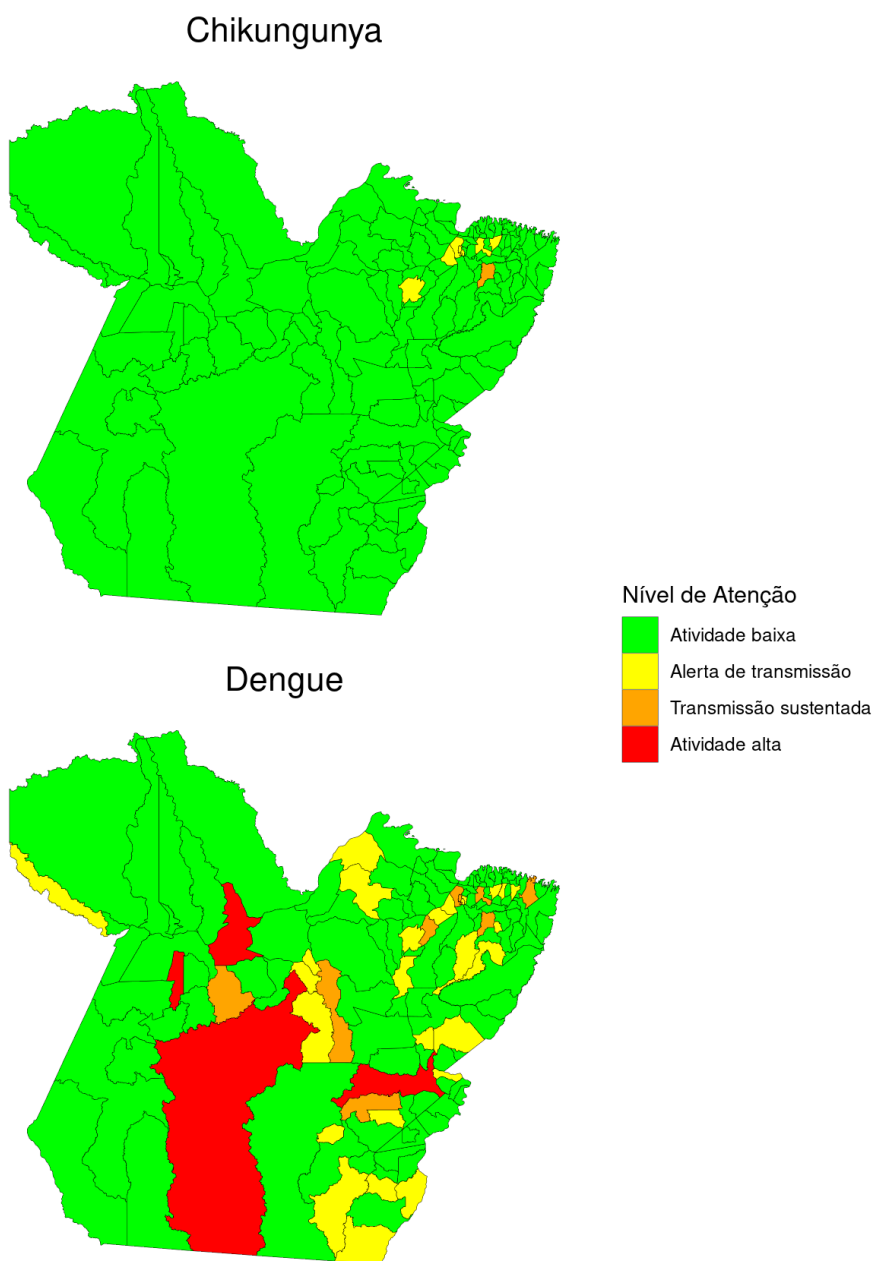 Chikungunya
Nível de Atenção
Atividade baixa
Alerta de transmissão
Transmissão sustentada
Atividade alta
Dengue